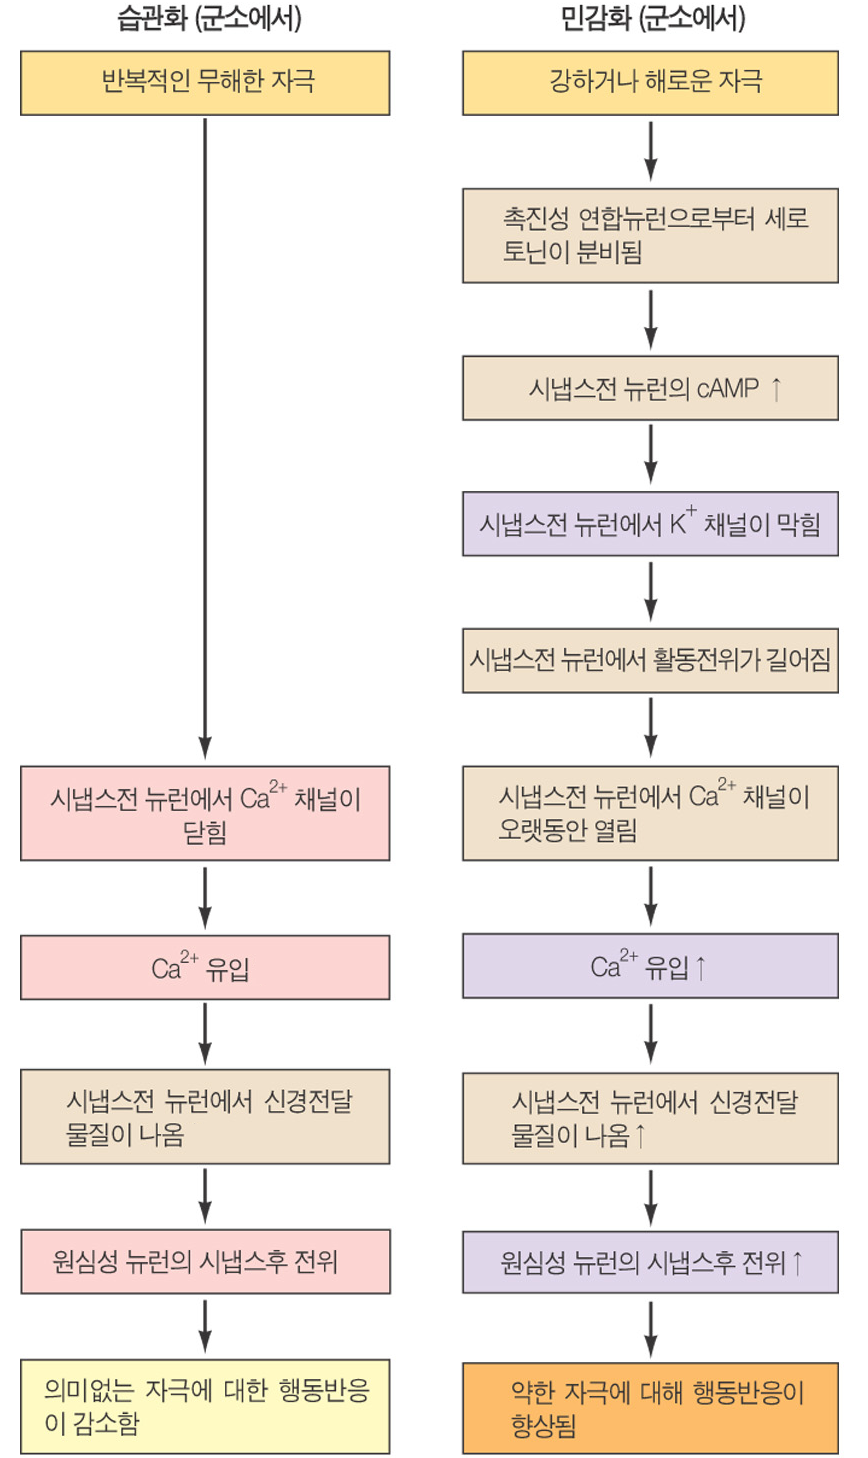 습관화 (군소에서)
반복적인 무해한 자극
시냅스전 뉴런에서 Ca2+ 채널이
닫힘
Ca2+ 유입
시냅스전 뉴런에서 신경전달
물질이 나옴
원심성 뉴런의 시냅스후 전위
의미없는 자극에 대한 행동반응
이 감소함
민감화 (군소에서)
강하거나 해로운 자극
촉진성 연합뉴런으로부터 세로
토닌이 분비됨
시냅스전 뉴런의 cAMP ↑
시냅스전 뉴런에서 K+ 채널이 막힘
시냅스전 뉴런에서 활동전위가 길어짐
시냅스전 뉴런에서 Ca2+ 채널이
오랫동안 열림
Ca2+ 유입↑
시냅스전 뉴런에서 신경전달
물질이 나옴↑
원심성 뉴런의 시냅스후 전위↑
약한 자극에 대해 행동반응이
향상됨